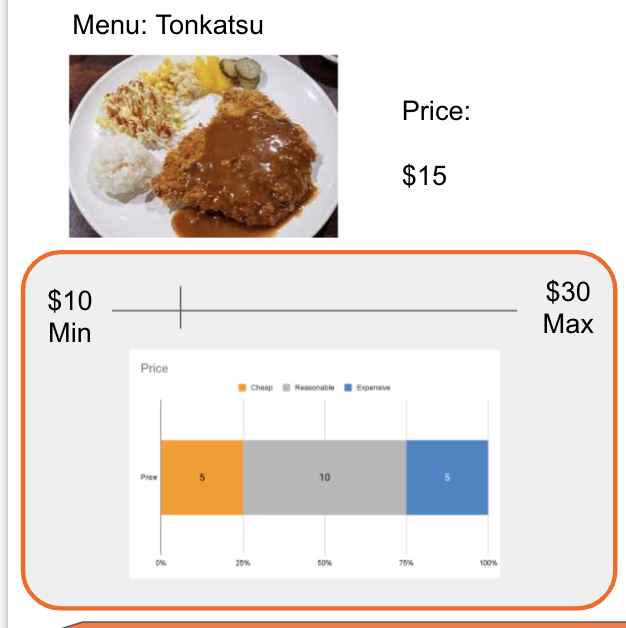 Menu: Tonkatsu
Price:
$15
$10
Min
$30
Max
Price
Cheap Reasonable Expensive
Price 5 10 5
0% 25% 50% 75% 100%